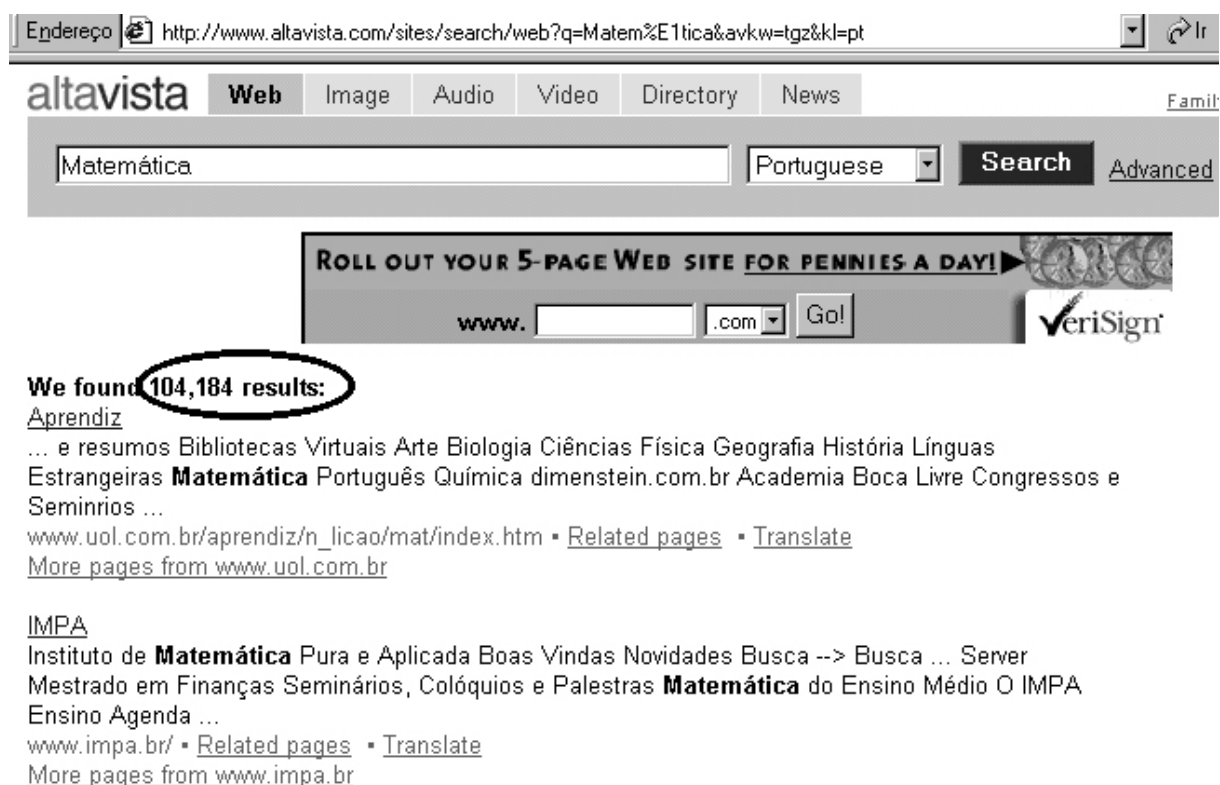 Endereço http://www.altavista.com/sites/search/web?q=Matem%E1tica&avkw=tgz&kl=pt Ir
altavista Web Image Audio Video Directory News
Matemática Portuguese Search Advanced
ROLL OUT YOUR 5-PAGE WEB SITE FOR PENNIES A DAY!
www. .com Go! VeriSign
We found 104,184 results:
Aprendiz
... e resumos Bibliotecas Virtuais Arte Biologia Ciências Física Geografia História Línguas
Estrangeiras Matemática Português Química dimenstein.com.br Academia Boca Livre Congressos e
Seminrios ...
www.uol.com.br/aprendiz/n_licao/mat/index.htm ▪ Related pages ▪ Translate
More pages from www.uol.com.br
IMPA
Instituto de Matemática Pura e Aplicada Boas Vindas Novidades Busca --> Busca ... Server
Mestrado em Finanças Seminários, Colóquios e Palestras Matemática do Ensino Médio O IMPA
Ensino Agenda ...
www.impa.br/ ▪ Related pages ▪ Translate
More pages from www.impa.br